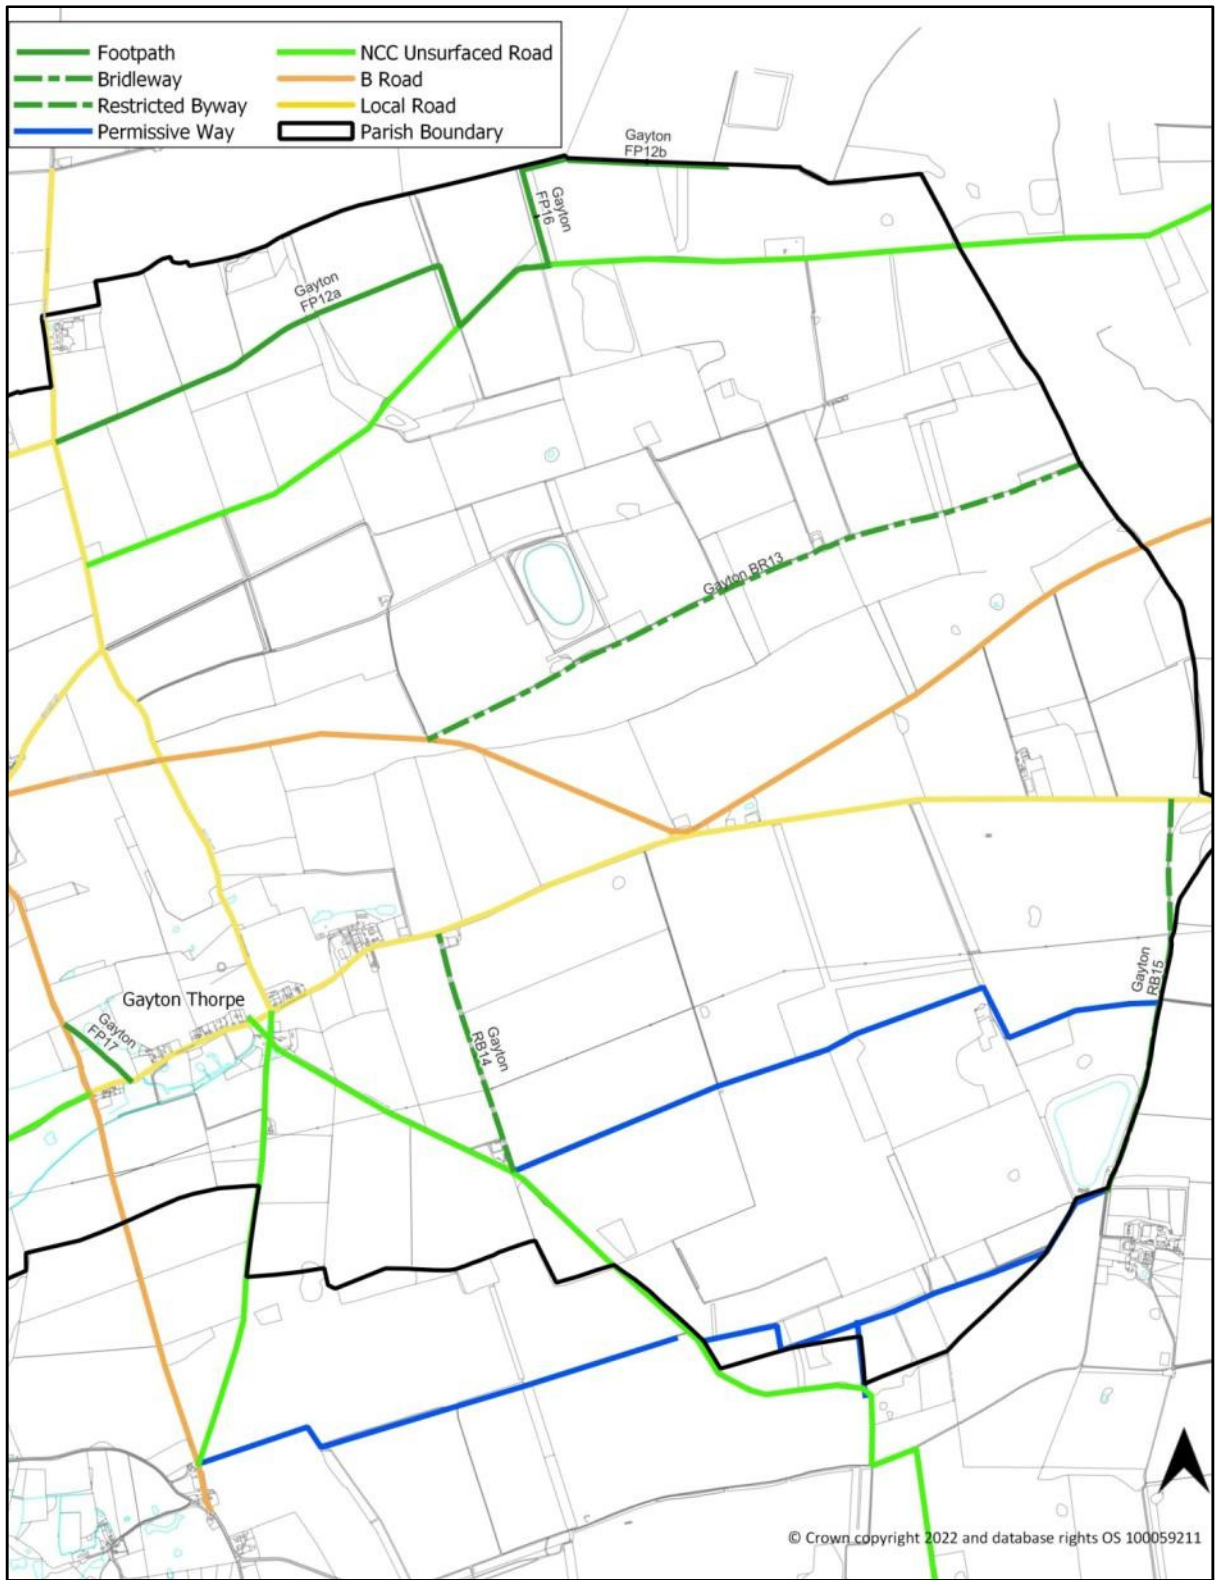 Footpath
Bridleway
Restricted Byway
Permissive Way
NCC Unsurfaced Road
B Road
Local Road
Parish Boundary
Gayton
FP12b
Gayton
FP16
Gayton
FP12a
Gayton BR13
Gayton Thorpe
Gayton
FP17
Gayton
RB14
Gayton
RB15
© Crown copyright 2022 and database rights OS 100059211